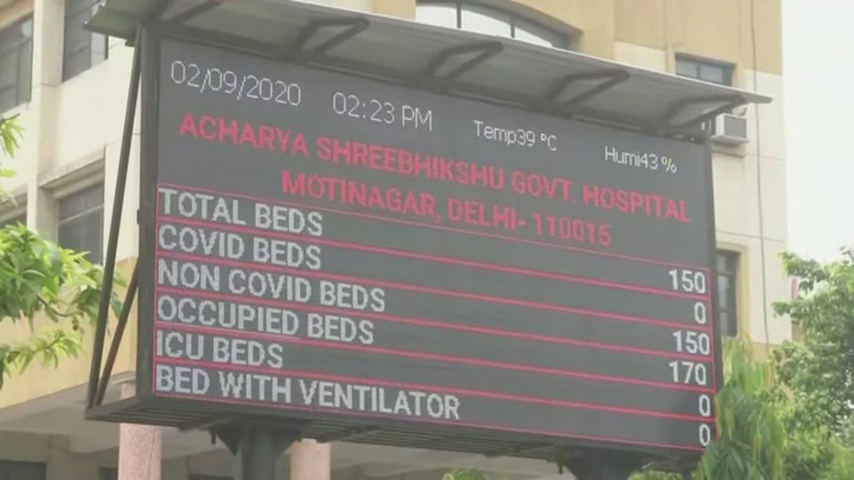 02/09/2020 02:23 PM Temp39 °C Humi43 %
ACHARYA SHREEBHIKSHU GOVT. HOSPITAL
MOTINAGAR, DELHI- 110015
TOTAL BEDS 150
COVID BEDS 0
NON COVID BEDS 150
OCCUPIED BEDS 170
ICU BEDS 0
BED WITH VENTILATOR 0